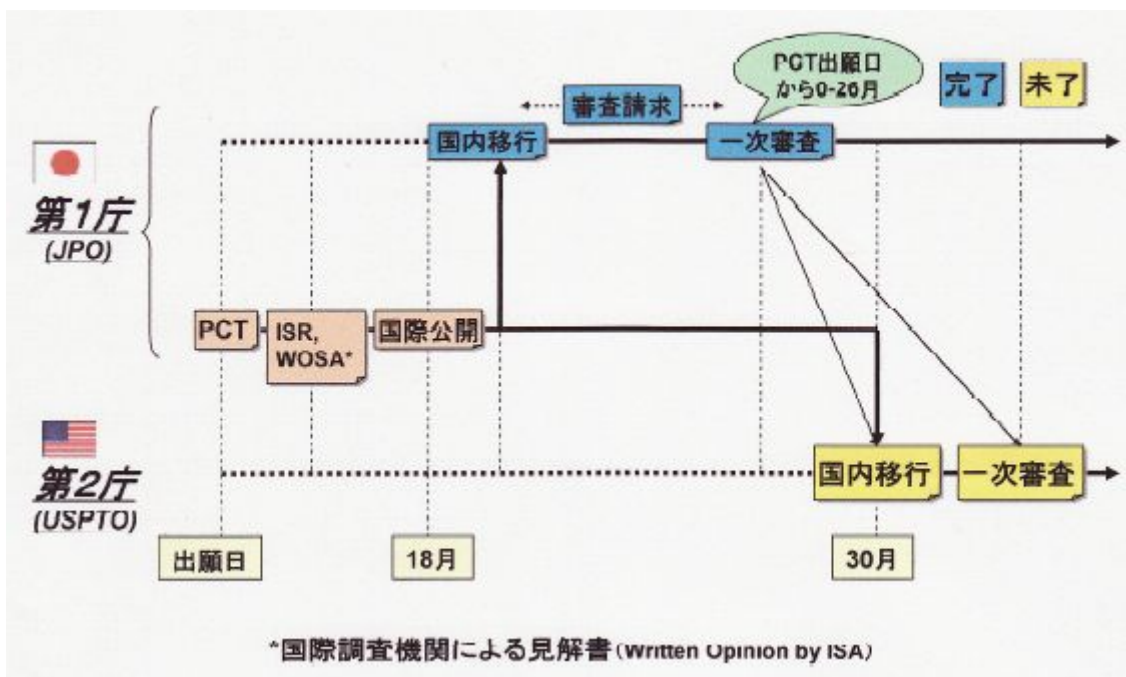 PCT出願日
から0-26月
完了
未了
審査請求
国内移行
一次審査
第1庁
(JPO)
PCT
ISR,
WOSA*
国際公開
第2庁
(USPTO)
国内移行
一次審査
出願日
18月
30月
*国際調査機関による見解書(Written Opinion by ISA)